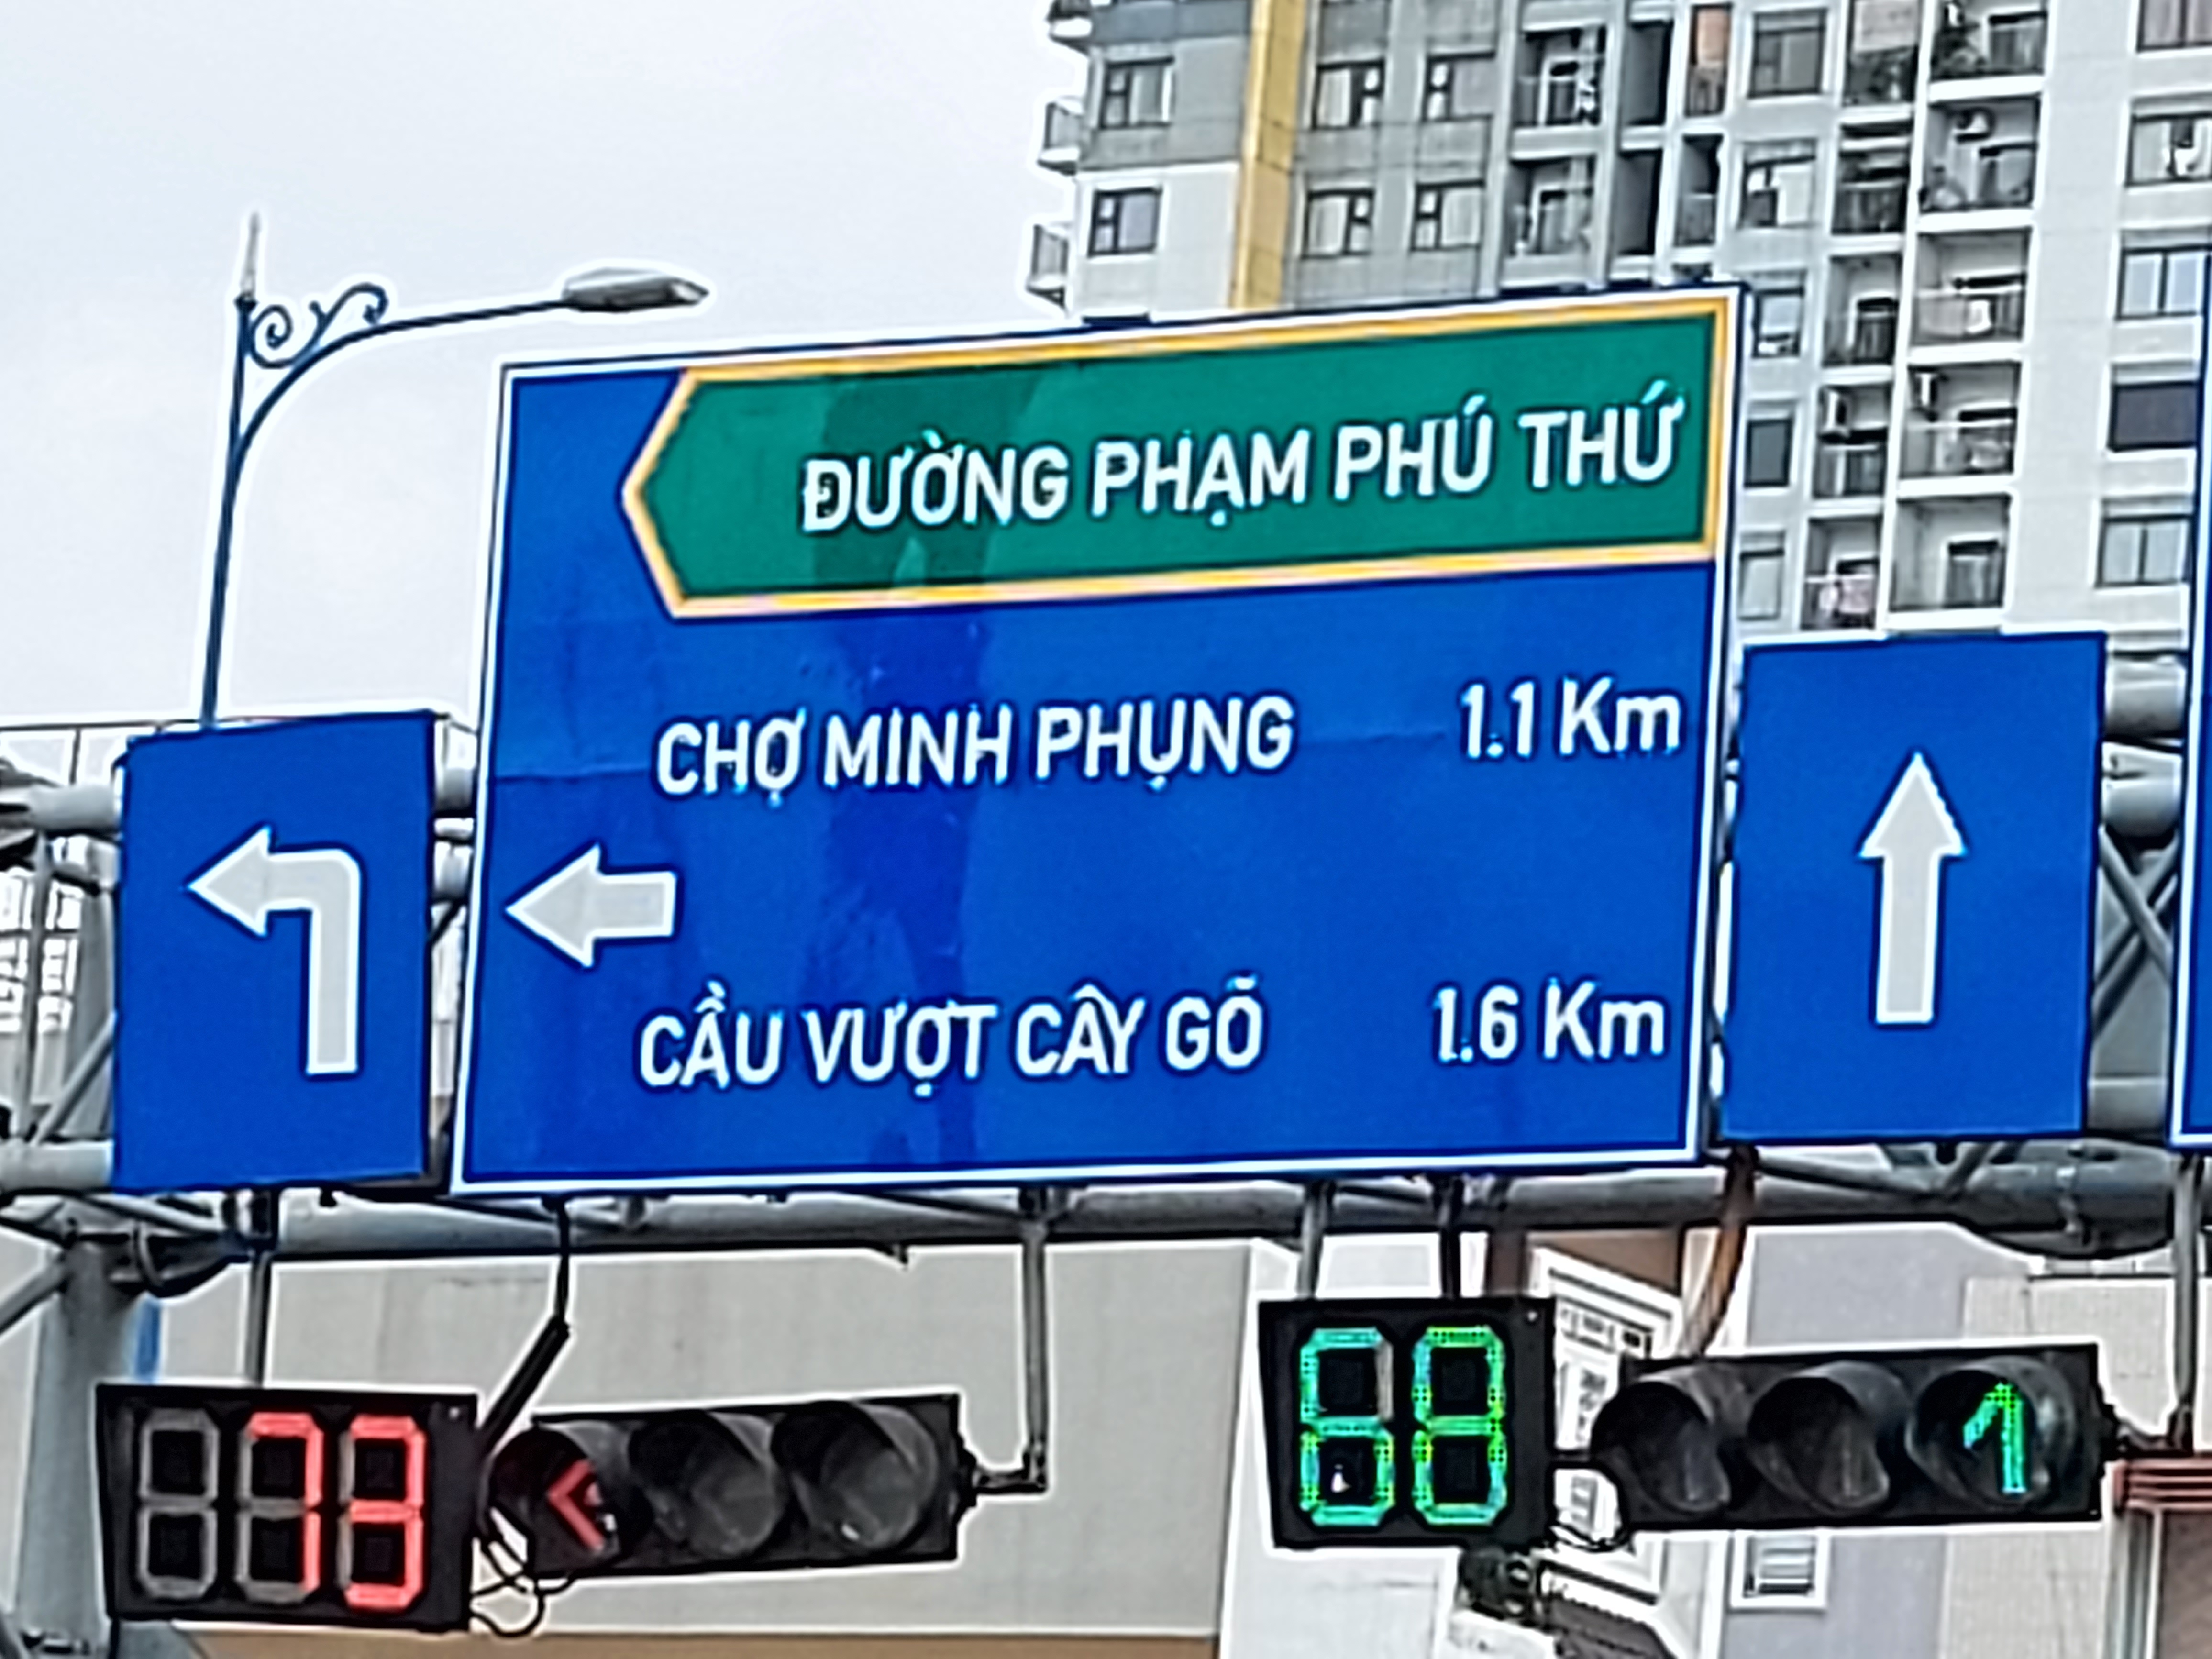 ĐƯỜNG PHẠM PHÚ THỨ
CHỢ MINH PHỤNG 1.1 Km
CẦU VƯỢT CÂY GÕ 1.6 Km
73
68